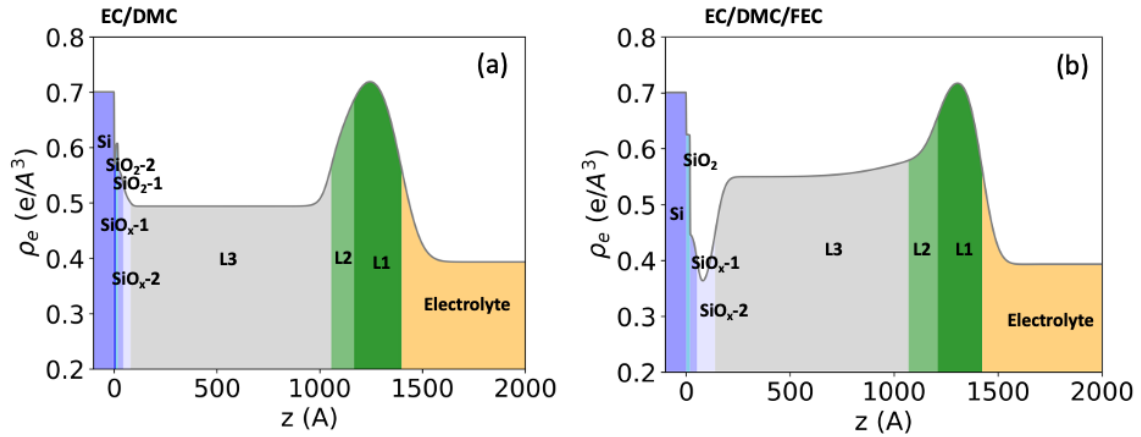 EC/DMC
(a)
0.8
0.7
0.6
0.5
0.4
0.3
0.2
ρe (e/A³)
Si
SiO2-2
SiO2-1
SiOx-1
SiOx-2
L3
L2
L1
Electrolyte
0
500
1000
1500
2000
z (A)
EC/DMC/FEC
(b)
0.8
0.7
0.6
0.5
0.4
0.3
0.2
ρe (e/A³)
SiO2
Si
SiOx-1
SiOx-2
L3
L2
L1
Electrolyte
0
500
1000
1500
2000
z (A)